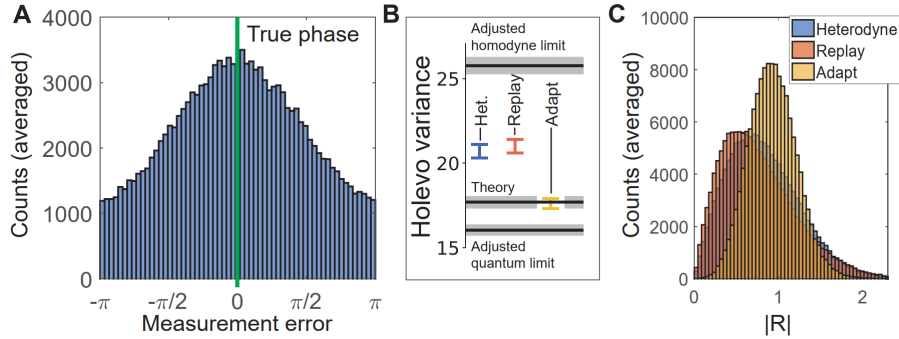 A
True phase
Counts (averaged)
4000
3000
2000
1000
0
-π
-π/2
0
π/2
π
Measurement error
B
Adjusted
homodyne limit
Holevo variance
25
20
15
Het.
Replay
Adapt
Theory
Adjusted
quantum limit
C
Heterodyne
Replay
Adapt
Counts (averaged)
10000
8000
6000
4000
2000
0
0
1
2
|R|